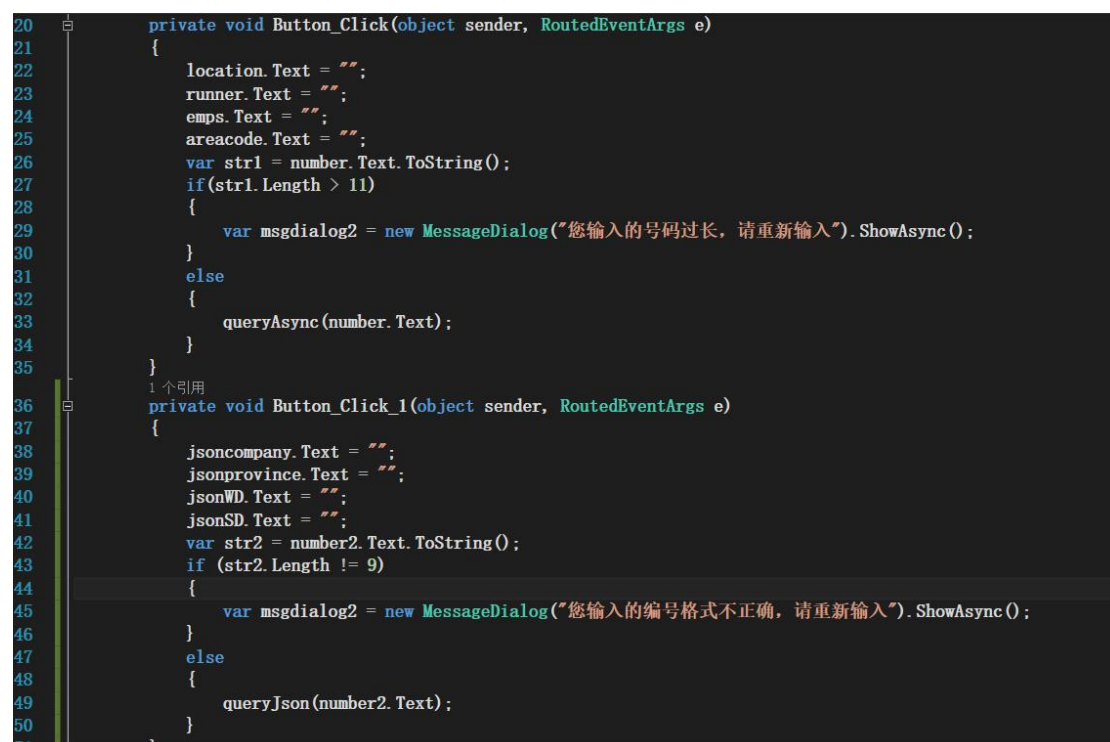 20 private void Button_Click(object sender, RoutedEventArgs e)
21 {
22 location.Text = "";
23 runner.Text = "";
24 emps.Text = "";
25 areacode.Text = "";
26 var str1 = number.Text.ToString();
27 if(str1.Length > 11)
28 {
29 var msgdialog2 = new MessageDialog("您输入的号码过长，请重新输入").ShowAsync();
30 }
31 else
32 {
33 queryAsync(number.Text);
34 }
35 }
1 个引用
36 private void Button_Click_1(object sender, RoutedEventArgs e)
37 {
38 jsoncompany.Text = "";
39 jsonprovince.Text = "";
40 jsonWD.Text = "";
41 jsonSD.Text = "";
42 var str2 = number2.Text.ToString();
43 if (str2.Length != 9)
44 {
45 var msgdialog2 = new MessageDialog("您输入的编号格式不正确，请重新输入").ShowAsync();
46 }
47 else
48 {
49 queryJson(number2.Text);
50 }